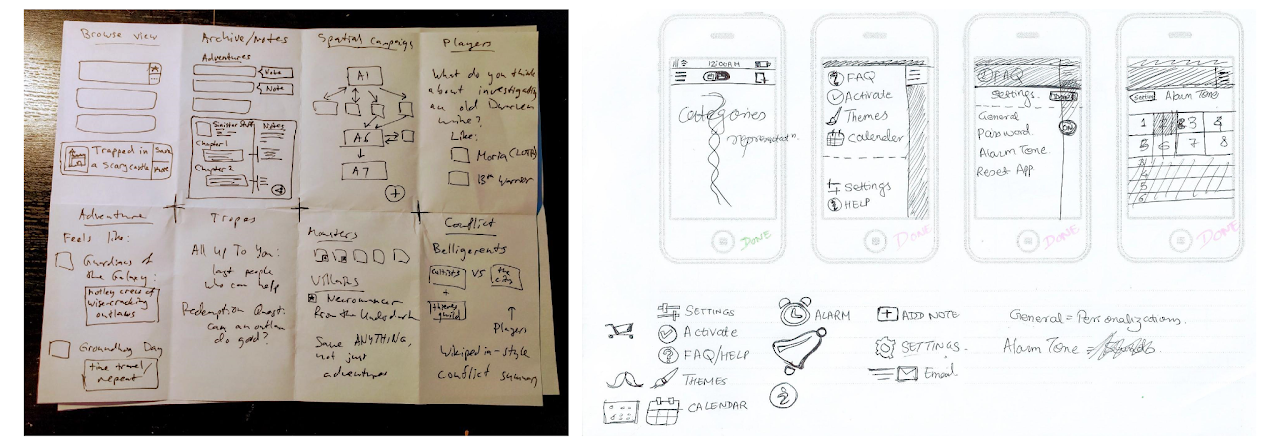 Browse view
Trapped in
a scary castle
Save
More
Archive/Notes
Adventures
Note
Note
Sinister Stuff
Notes
Chapter 1
Chapter 2
Spatial Campaign
A1
A6
A7
Players
What do you think
about investigating
an old Dwarven
mine?
Like:
Moria (LOTR)
13th Warrior
Adventure
Feels like:
Guardians of
the Galaxy:
motley crew of
wise-cracking
outlaws
Groundhog Day
time travel/
repeat
Tropes
All Up To You:
last people
who can help
Redemption Quest:
can an outlaw
do good?
Monsters
Villains
Necromancer
from the Underdark
Save ANYTHING,
not just
adventures
Conflict
Belligerents
cultists
VS
the
city
+
thieves
guild
Players
Wikipedia-style
conflict summary
12:00AM
Categories
DONE
FAQ
Activate
Themes
Calender
Settings
HELP
DONE
FAQ
Settings
DONE
General
Password
Alarm Tone
Reset App
ON
DONE
Alarm Tone
1 2 3 4
5 6 7 8
DONE
SETTINGS
Activate
FAQ/HELP
THEMES
CALENDAR
ALARM
ADD NOTE
SETTINGS.
Email
General = Personalizations.
Alarm Tone =